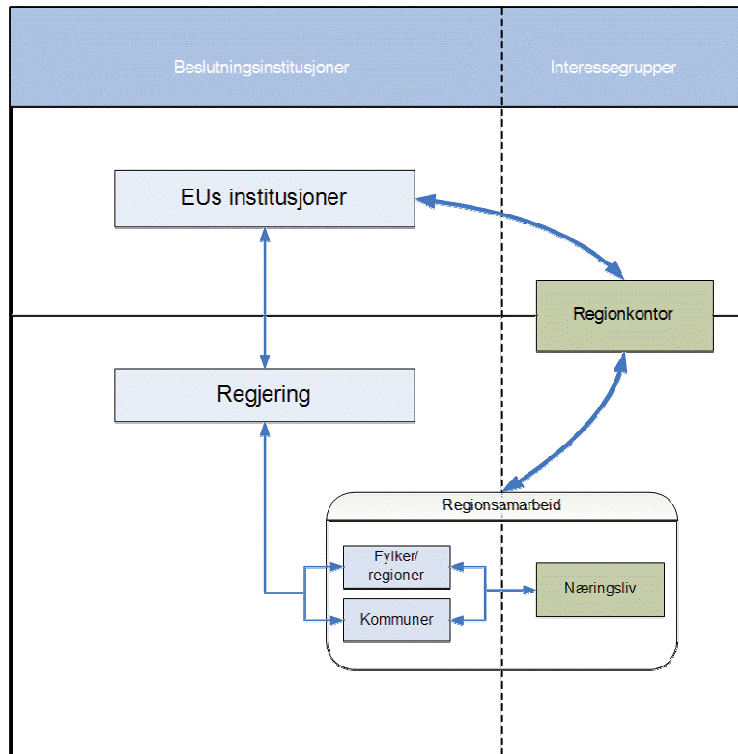 Beslutningsinstitusjoner
Interessegrupper
EUs institusjoner
Regionkontor
Regjering
Regionsamarbeid
Fylker/
regioner
Næringsliv
Kommuner